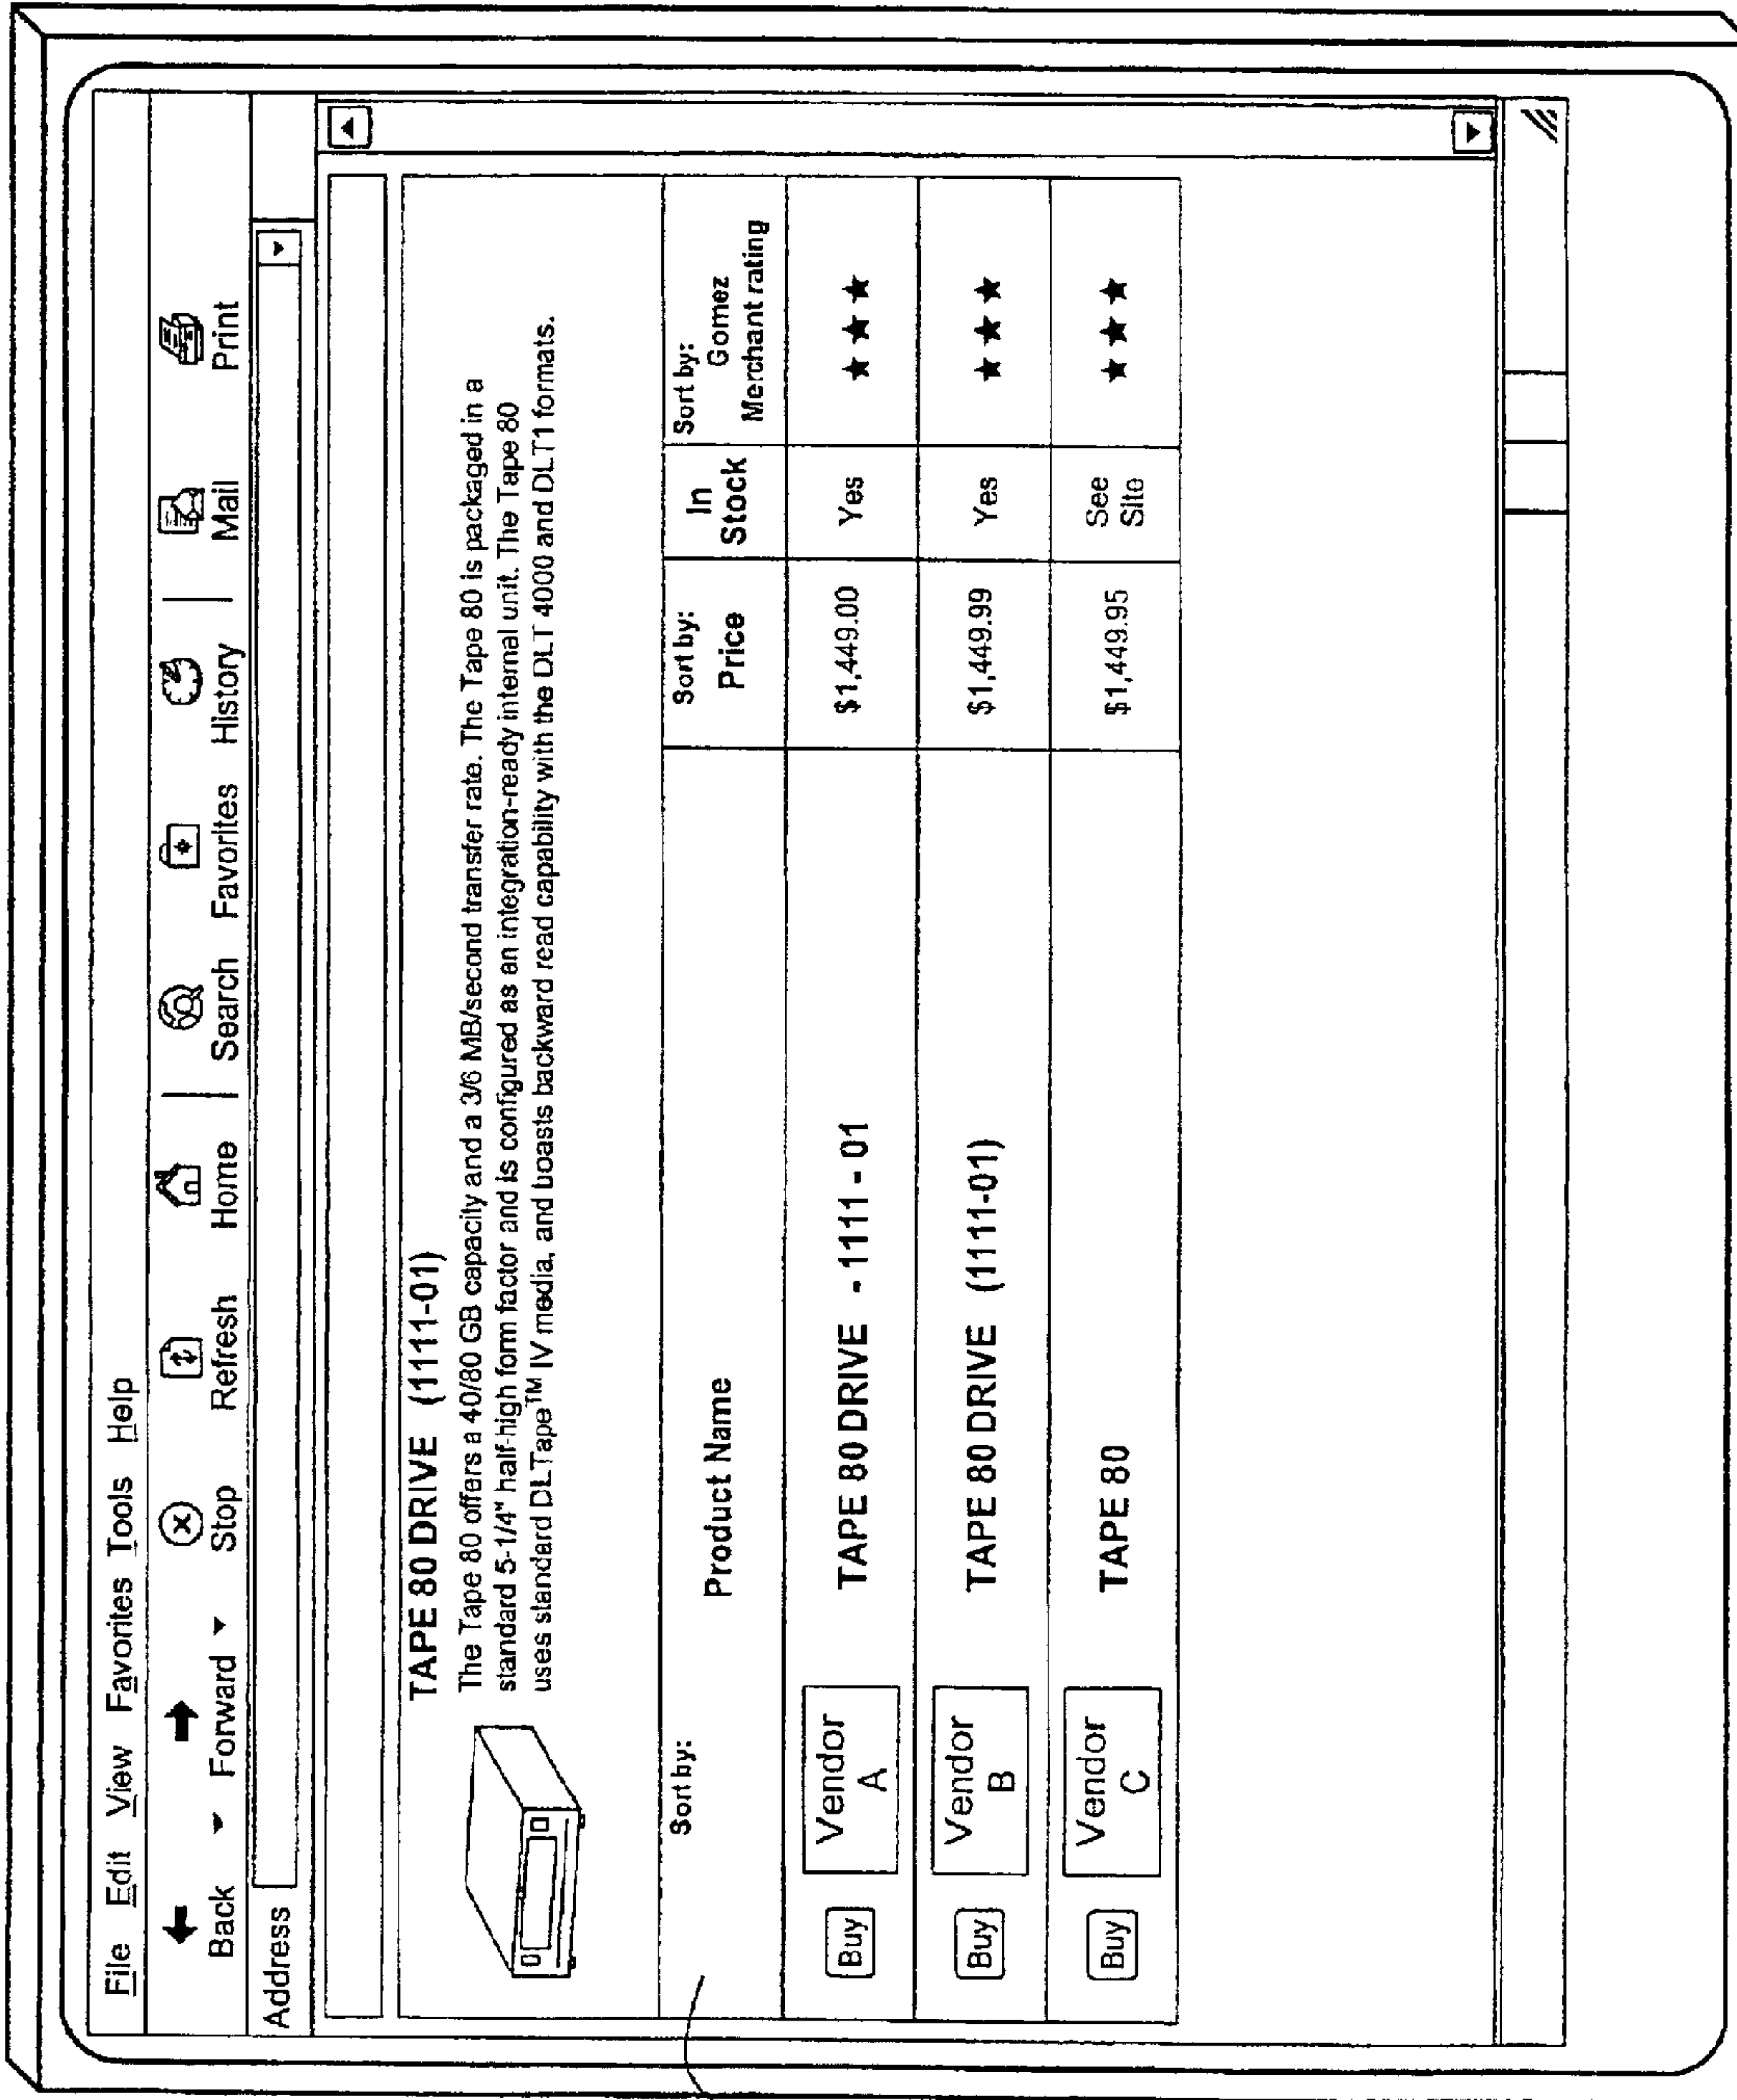 File Edit View Favorites Tools Help
Back Forward Stop Refresh Home Search Favorites History Mail Print
Address
TAPE 80 DRIVE (1111-01)
The Tape 80 offers a 40/80 GB capacity and a 3/6 MB/second transfer rate. The Tape 80 is packaged in a
standard 5-1/4" half-high form factor and is configured as an integration-ready internal unit. The Tape 80
uses standard DLTape™ IV media, and boasts backward read capability with the DLT 4000 and DLT1 formats.
Sort by:
Product Name
Sort by:
Price
In
Stock
Sort by:
Gomez
Merchant rating
Buy Vendor A TAPE 80 DRIVE - 1111 - 01 $1,449.00 Yes ★ ★ ★
Buy Vendor B TAPE 80 DRIVE (1111-01) $1,449.99 Yes ★ ★ ★
Buy Vendor C TAPE 80 $1,449.95 See Site ★ ★ ★